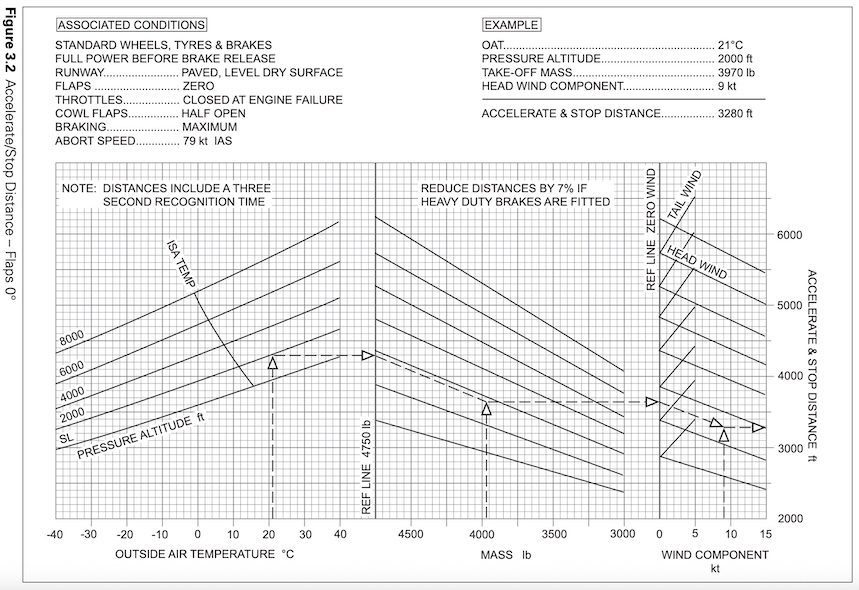 Figure 3.2 Accelerate/Stop Distance – Flaps 0°
ASSOCIATED CONDITIONS
STANDARD WHEELS, TYRES & BRAKES
FULL POWER BEFORE BRAKE RELEASE
RUNWAY..................... PAVED, LEVEL DRY SURFACE
FLAPS ......................... ZERO
THROTTLES............... CLOSED AT ENGINE FAILURE
COWL FLAPS............. HALF OPEN
BRAKING..................... MAXIMUM
ABORT SPEED............ 79 kt IAS
EXAMPLE
OAT........................................................ 21°C
PRESSURE ALTITUDE............................. 2000 ft
TAKE-OFF MASS..................................... 3970 lb
HEAD WIND COMPONENT........................ 9 kt
ACCELERATE & STOP DISTANCE............... 3280 ft
NOTE: DISTANCES INCLUDE A THREE
SECOND RECOGNITION TIME
REDUCE DISTANCES BY 7% IF
HEAVY DUTY BRAKES ARE FITTED
ISA TEMP
8000
6000
4000
2000
SL
PRESSURE ALTITUDE ft
REF LINE 4750 lb
REF LINE ZERO WIND
TAIL WIND
HEAD WIND
6000
5000
4000
3000
2000
ACCELERATE & STOP DISTANCE ft
-40 -30 -20 -10 0 10 20 30 40
4500 4000 3500 3000
0 5 10 15
OUTSIDE AIR TEMPERATURE °C
MASS lb
WIND COMPONENT
kt